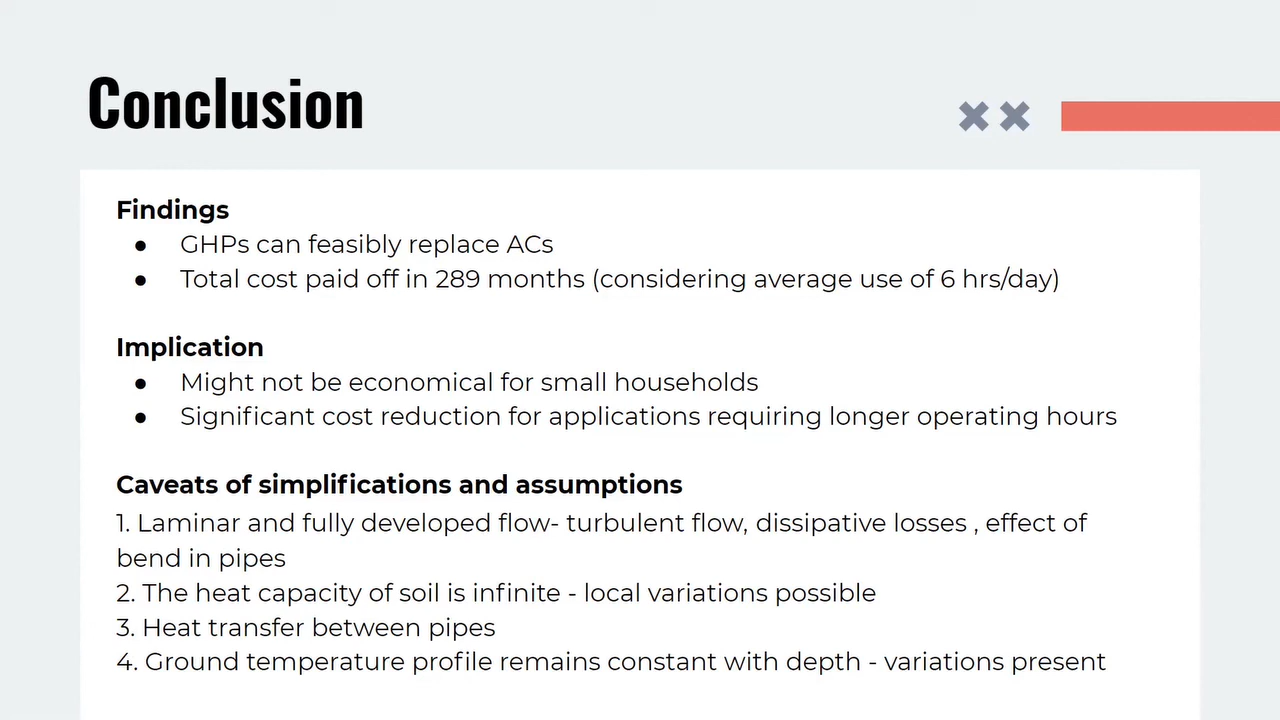 Conclusion
Findings
● GHPs can feasibly replace ACs
● Total cost paid off in 289 months (considering average use of 6 hrs/day)
Implication
● Might not be economical for small households
● Significant cost reduction for applications requiring longer operating hours
Caveats of simplifications and assumptions
1. Laminar and fully developed flow- turbulent flow, dissipative losses , effect of
bend in pipes
2. The heat capacity of soil is infinite - local variations possible
3. Heat transfer between pipes
4. Ground temperature profile remains constant with depth - variations present